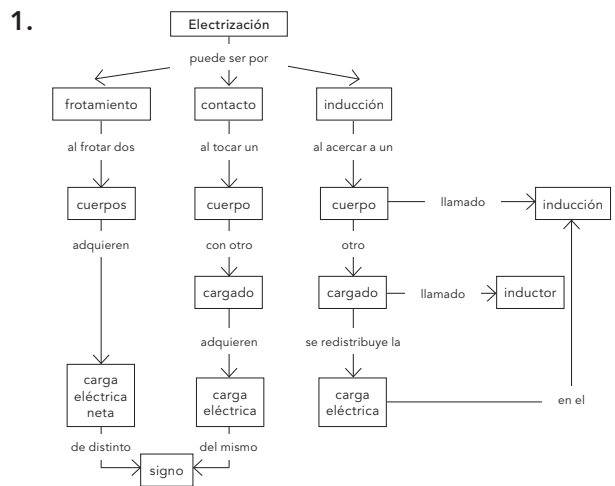 1.
Electrización
puede ser por
frotamiento
contacto
inducción
al frotar dos
al tocar un
al acercar a un
cuerpos
cuerpo
cuerpo
llamado
inducción
adquieren
con otro
otro
cargado
cargado
llamado
inductor
adquieren
se redistribuye la
carga
eléctrica
neta
carga
eléctrica
carga
eléctrica
en el
de distinto
del mismo
signo